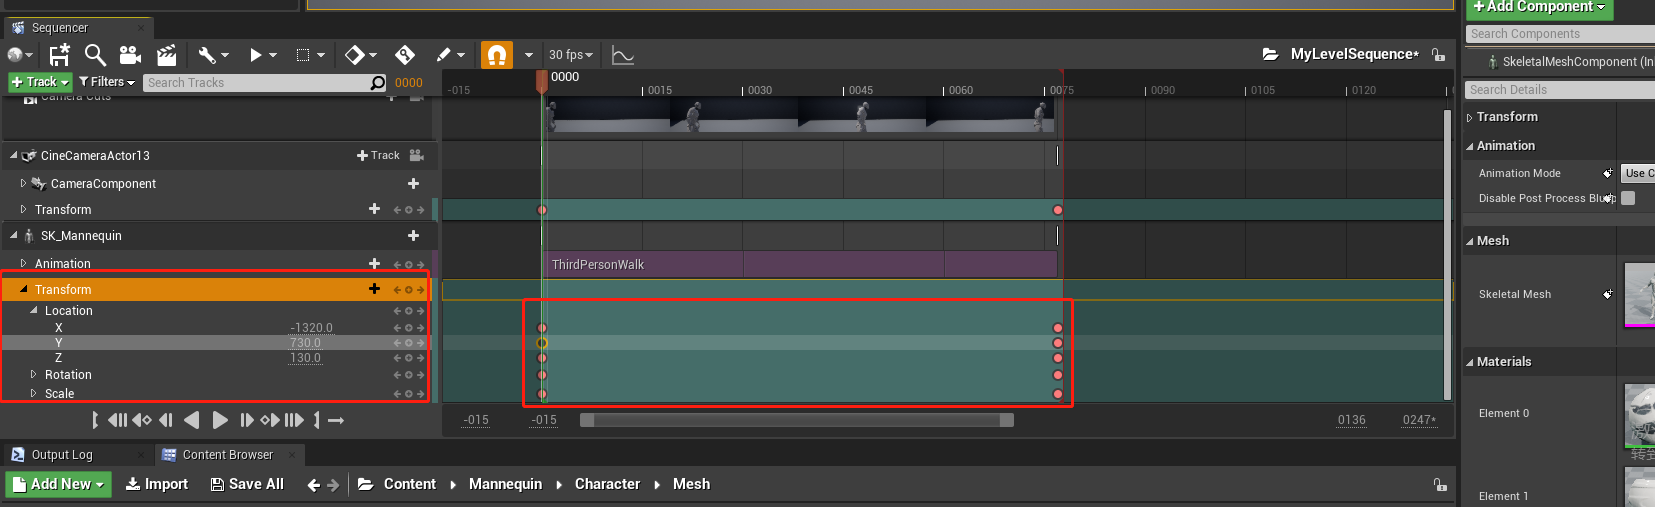 Add Component
Sequencer
Search Components
30 fps
MyLevelSequence*
SkeletalMeshComponent (In
Track
Filters
Search Tracks
0000
0000
-015
0015
0030
0045
0060
0075
0090
0105
0120
Search Details
Camera Cuts
Transform
CineCameraActor13
Track
Animation
CameraComponent
Animation Mode
Use C
Transform
Disable Post Process Bluep
SK_Mannequin
Mesh
Animation
ThirdPersonWalk
Transform
Skeletal Mesh
Location
X
-1320.0
Y
730.0
Z
130.0
Materials
Rotation
Scale
Element 0
-015
-015
0136
0247*
Output Log
Content Browser
Add New
Import
Save All
Content
Mannequin
Character
Mesh
Element 1